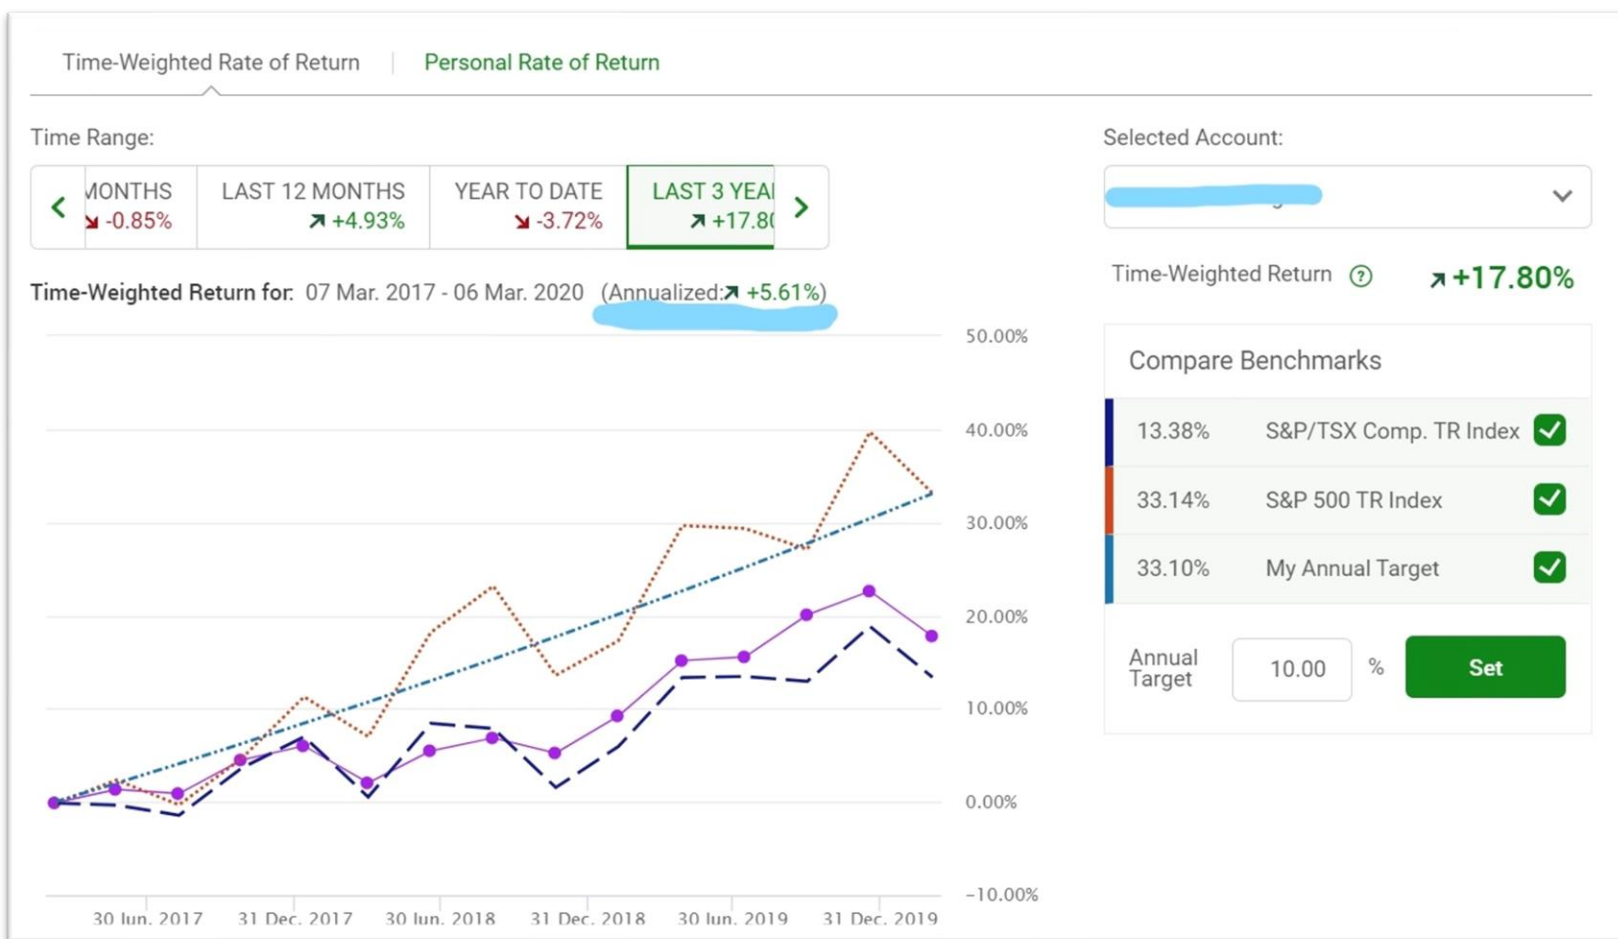 Time-Weighted Rate of Return | Personal Rate of Return
Time Range:
MONTHS
-0.85%
LAST 12 MONTHS
+4.93%
YEAR TO DATE
-3.72%
LAST 3 YEA
+17.80
Time-Weighted Return for: 07 Mar. 2017 - 06 Mar. 2020 (Annualized: +5.61%)
50.00%
40.00%
30.00%
20.00%
10.00%
0.00%
-10.00%
30 Jun. 2017 31 Dec. 2017 30 Jun. 2018 31 Dec. 2018 30 Jun. 2019 31 Dec. 2019
Selected Account:
Time-Weighted Return ? +17.80%
Compare Benchmarks
13.38% S&P/TSX Comp. TR Index
33.14% S&P 500 TR Index
33.10% My Annual Target
Annual
Target
10.00 %
Set